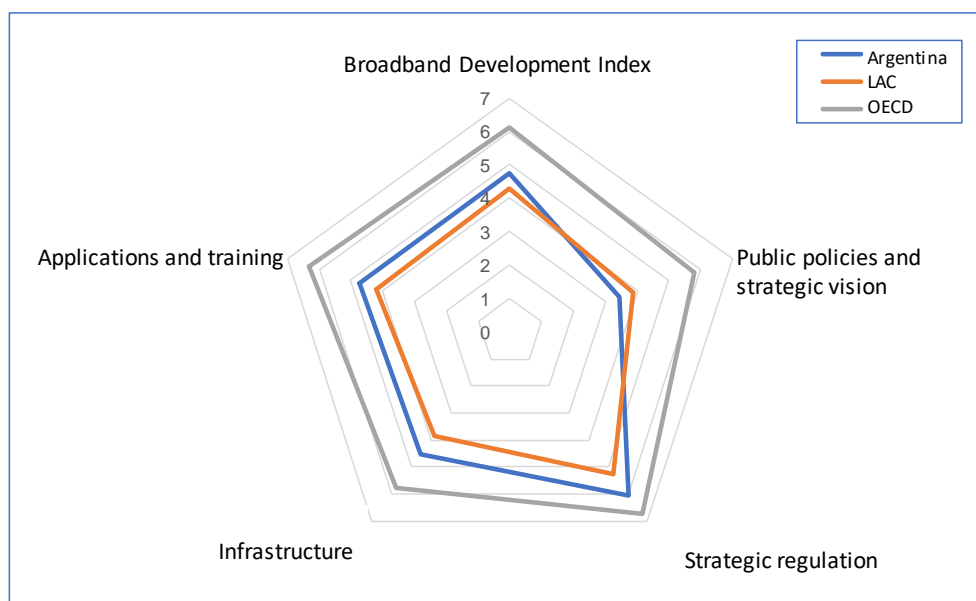 Argentina
LAC
OECD
Broadband Development Index
7
6
5
4
3
2
1
0
Applications and training
Public policies and
strategic vision
Infrastructure
Strategic regulation